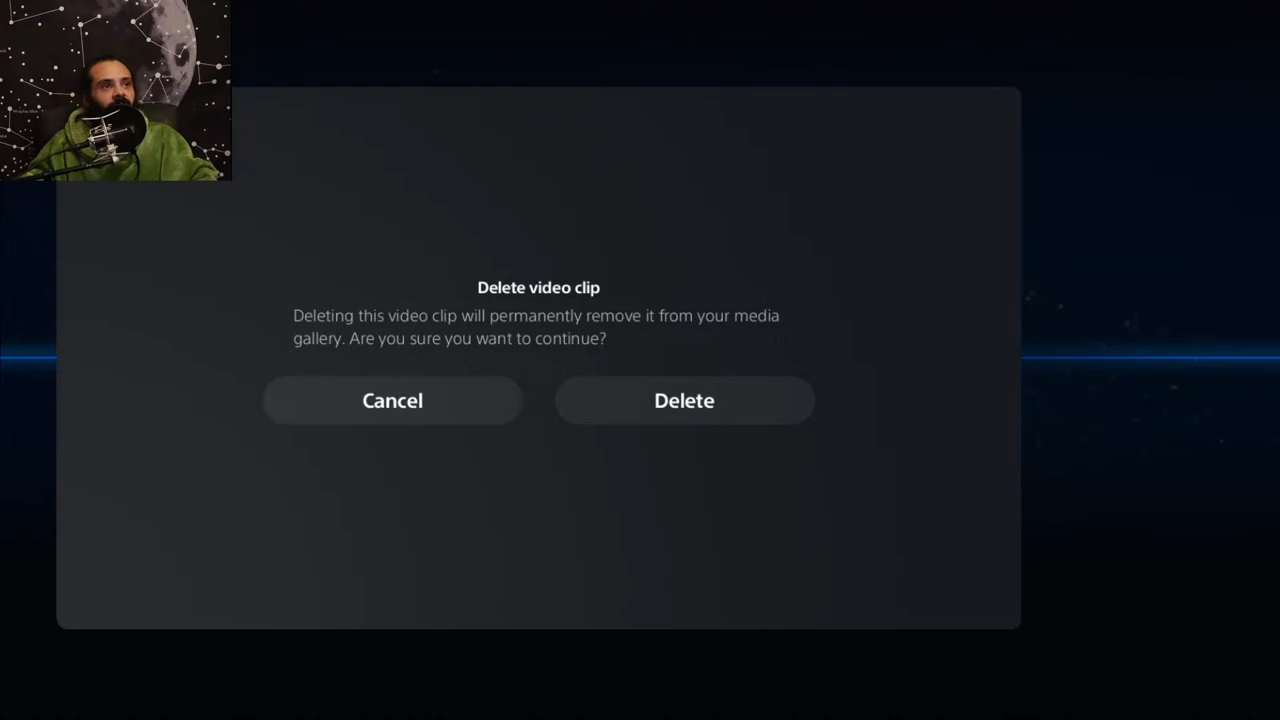 Delete video clip
Deleting this video clip will permanently remove it from your media
gallery. Are you sure you want to continue?
Cancel
Delete